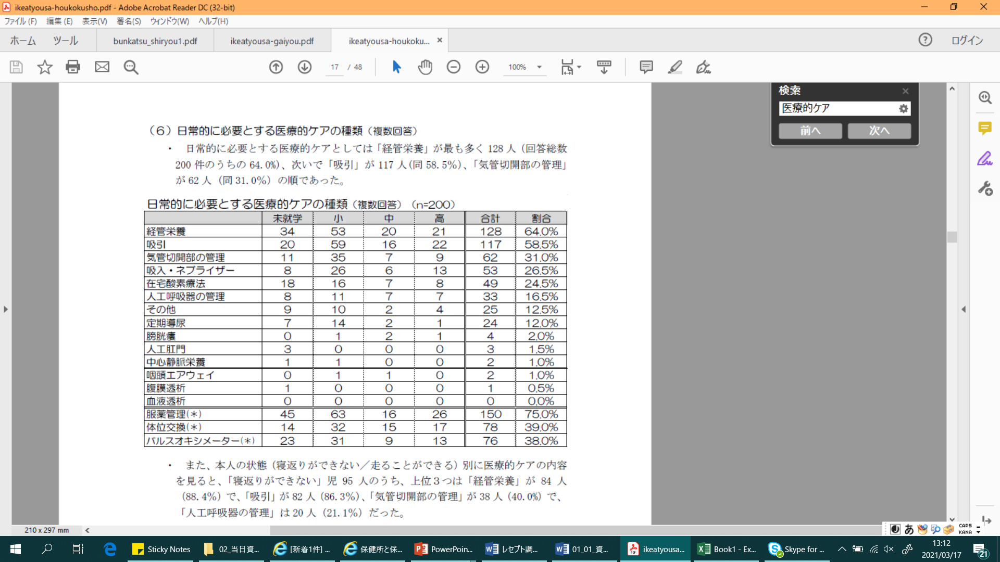 ikeatyousa-houkokusho.pdf - Adobe Acrobat Reader DC (32-bit)
ファイル(F) 編集(E) 表示(V) 署名(S) ウィンドウ(W) ヘルプ(H)
ホーム ツール bunkatsu_shiryou1.pdf ikeatyousa-gaiyou.pdf ikeatyousa-houkoku... × ログイン
17 / 48 100%
検索
医療的ケア
前へ 次へ
（6）日常的に必要とする医療的ケアの種類（複数回答）
・ 日常的に必要とする医療的ケアとしては「経管栄養」が最も多く 128 人（回答総数
200 件のうちの 64.0%）、次いで「吸引」が 117 人（同 58.5%）、「気管切開部の管理」
が 62 人（同 31.0%）の順であった。
日常的に必要とする医療的ケアの種類（複数回答）（n=200）
未就学 小 中 高 合計 割合
経管栄養 34 53 20 21 128 64.0%
吸引 20 59 16 22 117 58.5%
気管切開部の管理 11 35 7 9 62 31.0%
吸入・ネブライザー 8 26 6 13 53 26.5%
在宅酸素療法 18 16 7 8 49 24.5%
人工呼吸器の管理 8 11 7 7 33 16.5%
その他 9 10 2 4 25 12.5%
定期導尿 7 14 2 1 24 12.0%
膀胱瘻 0 1 2 1 4 2.0%
人工肛門 3 0 0 0 3 1.5%
中心静脈栄養 1 1 0 0 2 1.0%
咽頭エアウェイ 0 1 1 0 2 1.0%
腹膜透析 1 0 0 0 1 0.5%
血液透析 0 0 0 0 0 0.0%
服薬管理(＊) 45 63 16 26 150 75.0%
体位交換(＊) 14 32 15 17 78 39.0%
パルスオキシメーター(＊) 23 31 9 13 76 38.0%
・ また、本人の状態（寝返りができない／走ることができる）別に医療的ケアの内容
を見ると、「寝返りができない」児 95 人のうち、上位３つは「経管栄養」が 84 人
（88.4%）で、「吸引」が 82 人（86.3%）、「気管切開部の管理」が 38 人（40.0%）で、
「人工呼吸器の管理」は 20 人（21.1%）だった。
210 x 297 mm
あ CAPS
KANA
Sticky Notes 02_当日資... [新着1件] ... 保健所と保... PowerPoin... レセプト調... 01_01_資... ikeatyousa... Book1 - Ex... Skype for ... 13:12
2021/03/17 21